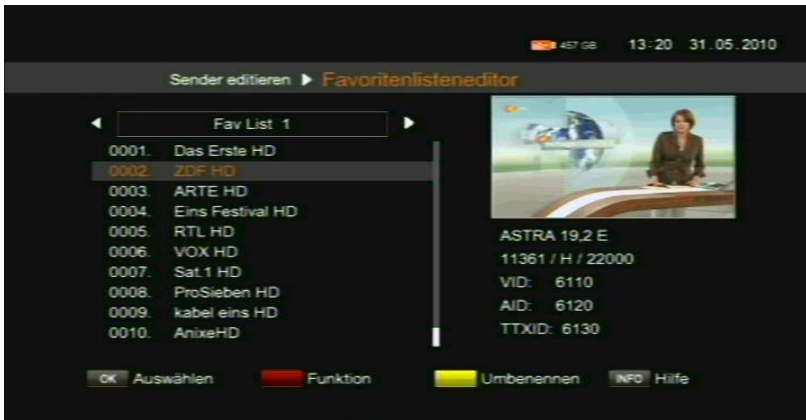 457 GB 13:20 31.05.2010
Sender editieren ▶ Favoritenlisteneditor
Fav List 1
0001. Das Erste HD
0002. ZDF HD
0003. ARTE HD
0004. Eins Festival HD
0005. RTL HD
0006. VOX HD
0007. Sat.1 HD
0008. ProSieben HD
0009. kabel eins HD
0010. AnixeHD
ASTRA 19,2 E
11361 / H / 22000
VID: 6110
AID: 6120
TTXID: 6130
OK Auswählen Funktion Umbenennen INFO Hilfe